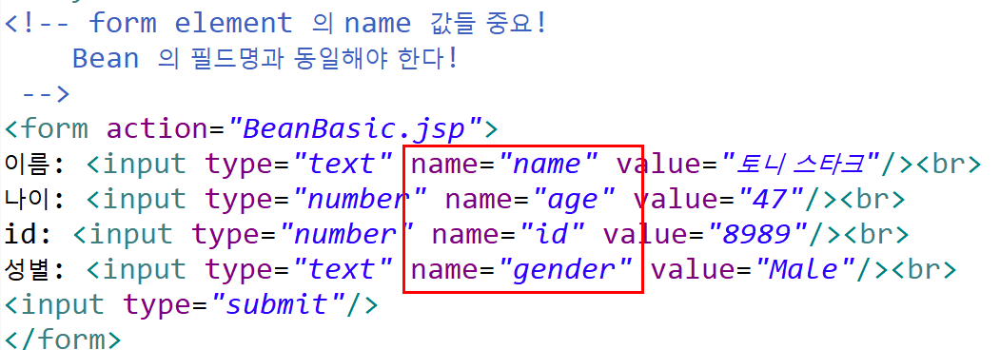 <!-- form element 의 name 값들 중요!
Bean 의 필드명과 동일해야 한다!
-->
<form action="BeanBasic.jsp">
이름: <input type="text" name="name" value="토니 스타크"/><br>
나이: <input type="number" name="age" value="47"/><br>
id: <input type="number" name="id" value="8989"/><br>
성별: <input type="text" name="gender" value="Male"/><br>
<input type="submit"/>
</form>